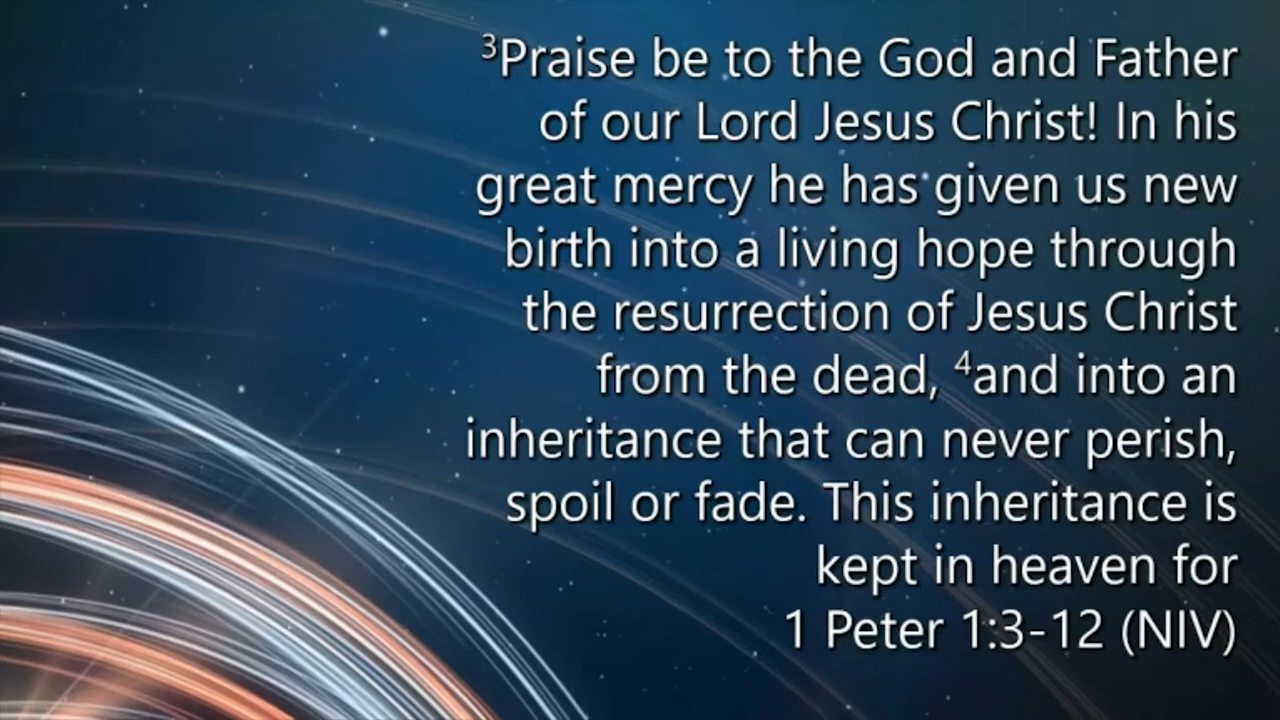 ³Praise be to the God and Father
of our Lord Jesus Christ! In his
great mercy he has given us new
birth into a living hope through
the resurrection of Jesus Christ
from the dead, ⁴and into an
inheritance that can never perish,
spoil or fade. This inheritance is
kept in heaven for
1 Peter 1:3-12 (NIV)